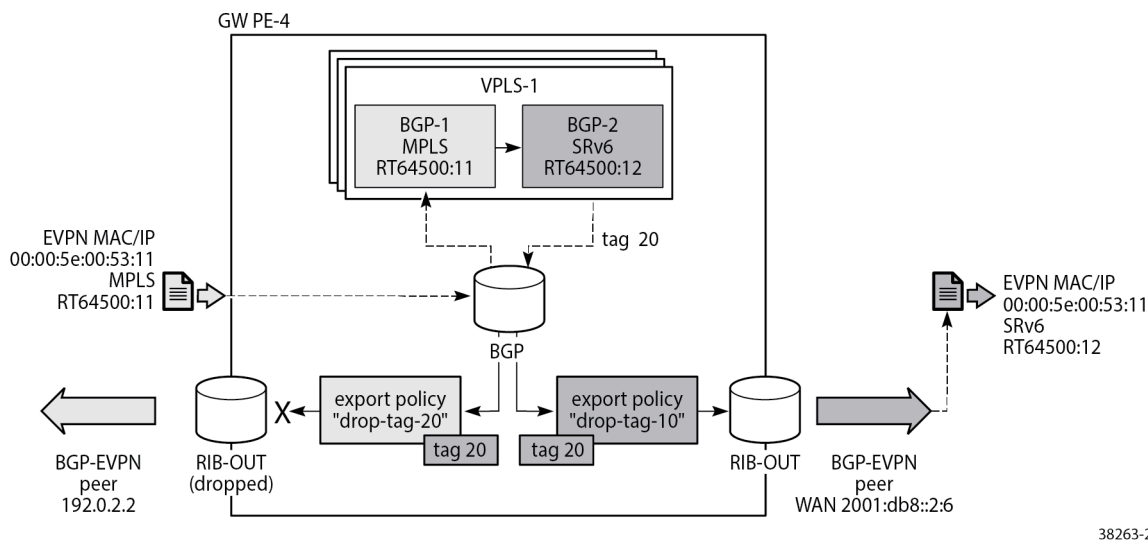 GW PE-4
VPLS-1
BGP-1
MPLS
RT64500:11
BGP-2
SRv6
RT64500:12
tag 20
EVPN MAC/IP
00:00:5e:00:53:11
MPLS
RT64500:11
EVPN MAC/IP
00:00:5e:00:53:11
SRv6
RT64500:12
BGP
export policy
"drop-tag-20"
tag 20
export policy
"drop-tag-10"
tag 20
X
BGP-EVPN
peer
192.0.2.2
RIB-OUT
(dropped)
RIB-OUT
BGP-EVPN
peer
WAN 2001:db8::2:6
38263-2